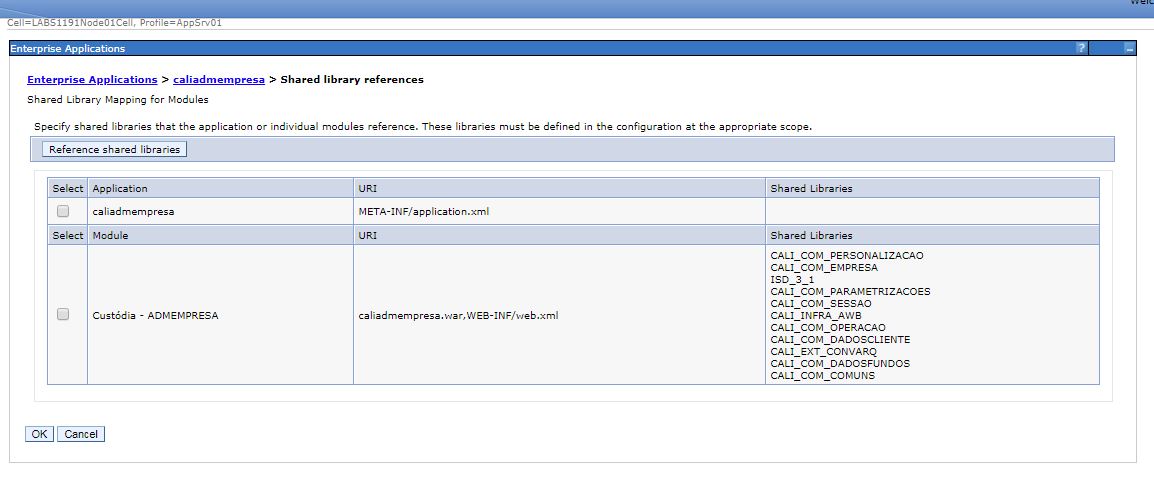 Welc
Cell=LABS1191Node01Cell, Profile=AppSrv01
Enterprise Applications ? _
Enterprise Applications > caliadmempresa > Shared library references
Shared Library Mapping for Modules
Specify shared libraries that the application or individual modules reference. These libraries must be defined in the configuration at the appropriate scope.
Reference shared libraries
Select Application URI Shared Libraries
caliadmempresa META-INF/application.xml
Select Module URI Shared Libraries
Custódia - ADMEMPRESA caliadmempresa.war,WEB-INF/web.xml
CALI_COM_PERSONALIZACAO
CALI_COM_EMPRESA
ISD_3_1
CALI_COM_PARAMETRIZACOES
CALI_COM_SESSAO
CALI_INFRA_AWB
CALI_COM_OPERACAO
CALI_COM_DADOSCLIENTE
CALI_EXT_CONVARQ
CALI_COM_DADOSFUNDOS
CALI_COM_COMUNS
OK Cancel